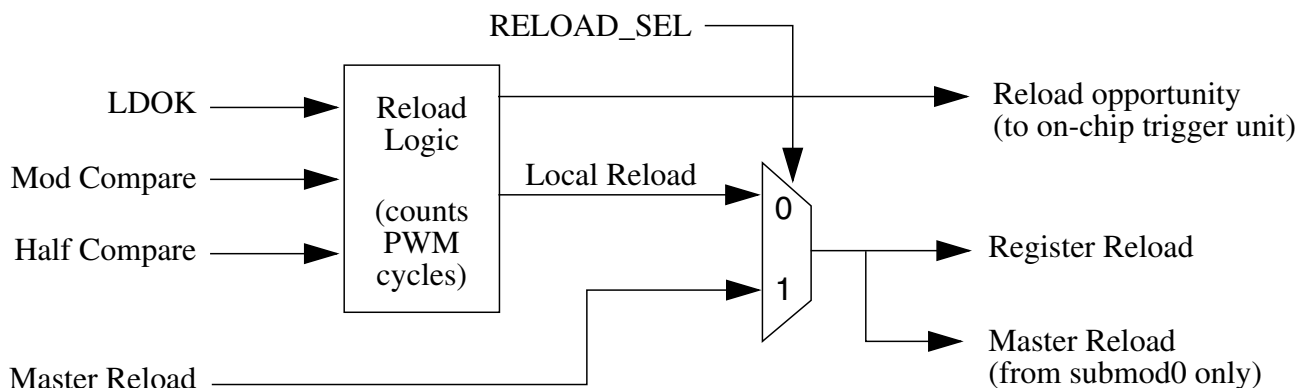 RELOAD_SEL
LDOK
Reload
Logic
Reload opportunity
(to on-chip trigger unit)
Mod Compare
Local Reload
0
(counts
PWM
cycles)
Half Compare
Register Reload
1
Master Reload
(from submod0 only)
Master Reload